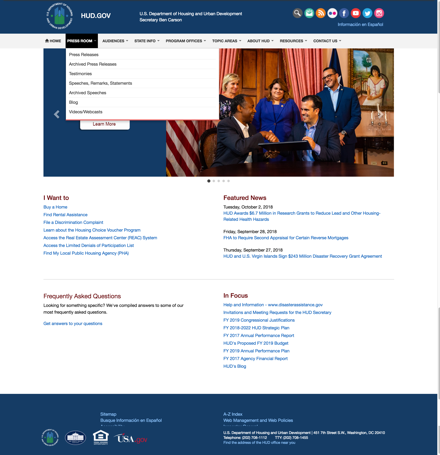 HUD.GOV
U.S. Department of Housing and Urban Development
Secretary Ben Carson
Información en Español
HOME
PRESS ROOM
AUDIENCES
STATE INFO
PROGRAM OFFICES
TOPIC AREAS
ABOUT HUD
RESOURCES
CONTACT US
Press Releases
Archived Press Releases
Testimonies
Speeches, Remarks, Statements
Archived Speeches
Blog
Videos/Webcasts
Learn More
I Want to
Buy a Home
Find Rental Assistance
File a Discrimination Complaint
Learn about the Housing Choice Voucher Program
Access the Real Estate Assessment Center (REAC) System
Access the Limited Denials of Participation List
Find My Local Public Housing Agency (PHA)
Featured News
Tuesday, October 2, 2018
HUD Awards $6.7 Million in Research Grants to Reduce Lead and Other Housing-
Related Health Hazards
Friday, September 28, 2018
FHA to Require Second Appraisal for Certain Reverse Mortgages
Thursday, September 27, 2018
HUD and U.S. Virgin Islands Sign $243 Million Disaster Recovery Grant Agreement
Frequently Asked Questions
Looking for something specific? We've compiled answers to some of our
most frequent asked questions.
Get answers to your questions
In Focus
Help and Information - www.disasterassistance.gov
Invitations and Meeting Requests for the HUD Secretary
FY 2019 Congressional Justifications
FY 2018-2022 HUD Strategic Plan
FY 2017 Annual Performance Report
HUD's Proposed FY 2019 Budget
FY 2019 Annual Performance Plan
FY 2017 Agency Financial Report
HUD's Blog
Sitemap
Busque Información en Español
A-Z Index
Web Management and Web Policies
U.S. Department of Housing and Urban Development | 451 7th Street S.W., Washington, DC 20410
Telephone: (202) 708-1112 TTY: (202) 708-1455
Find the address of the HUD office near you